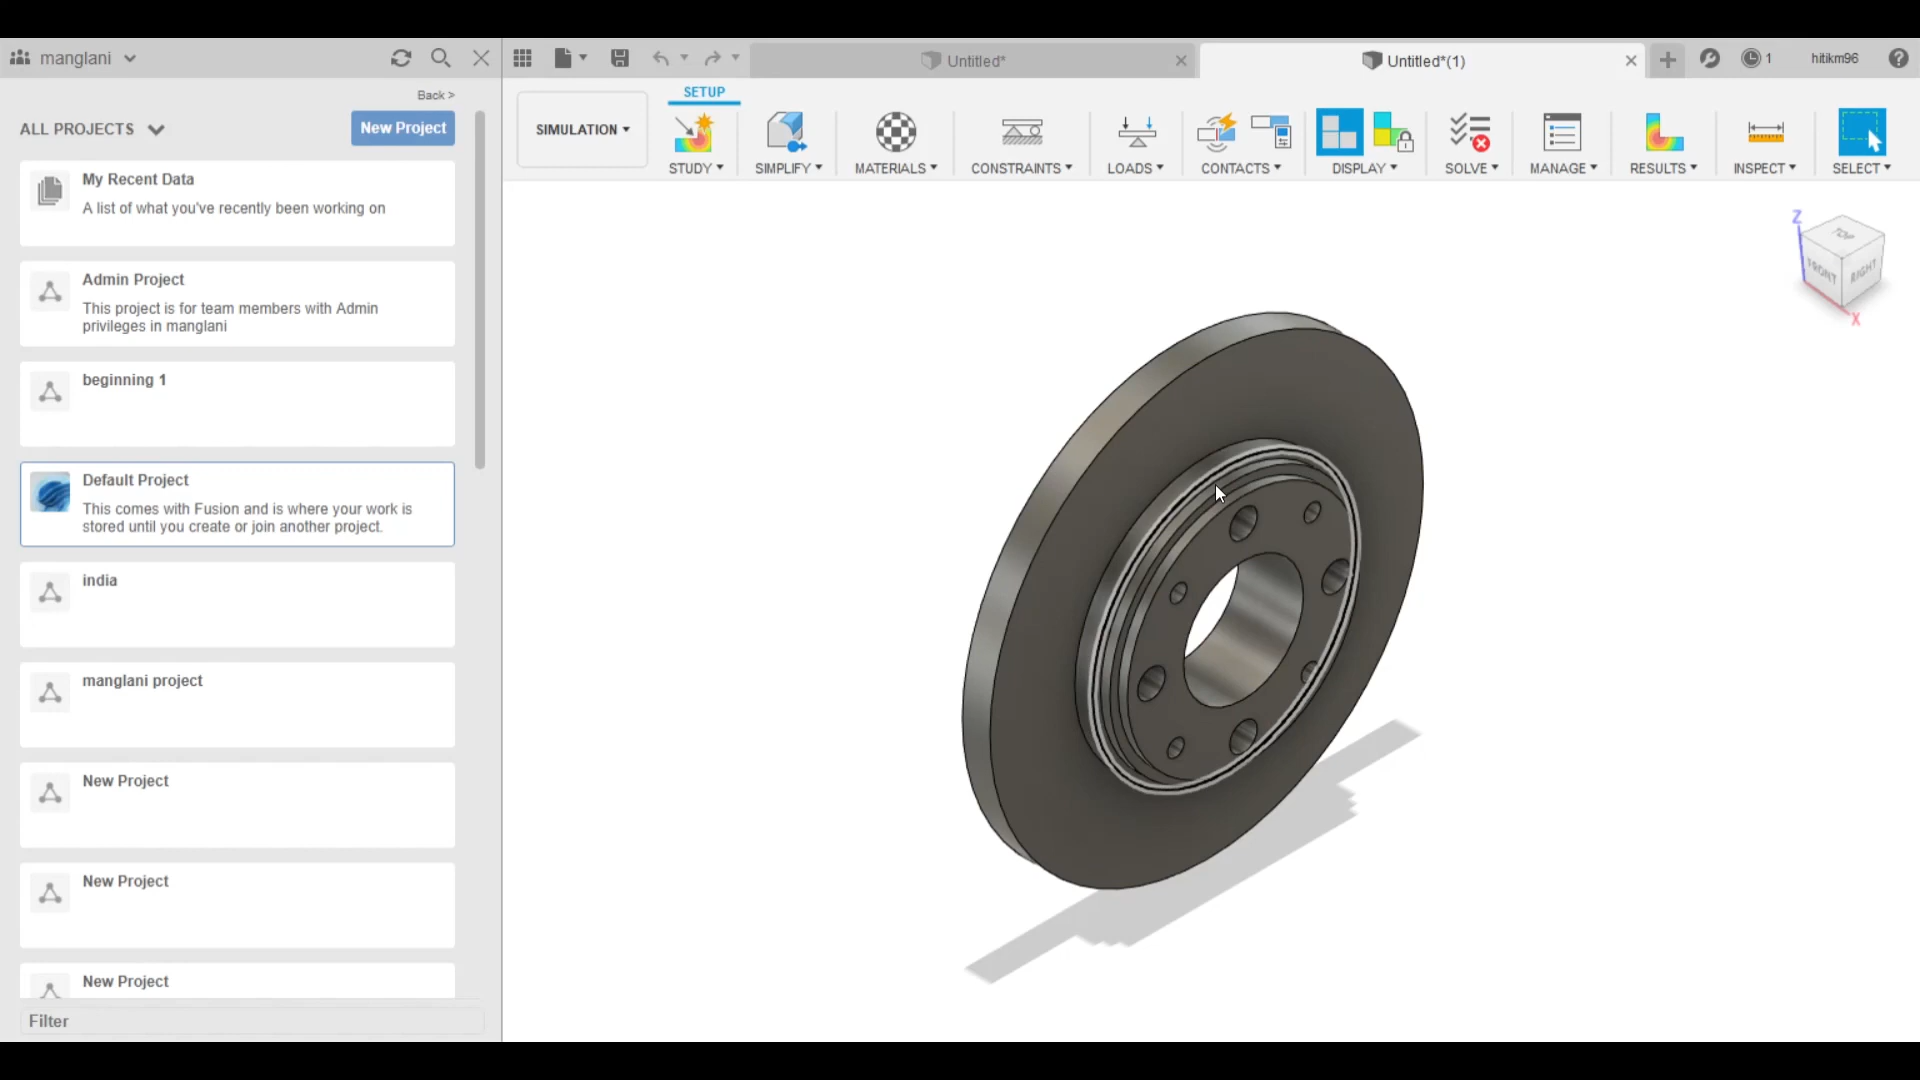 manglani
Untitled*
Untitled*(1)
1
hitikm96
Back >
ALL PROJECTS
New Project
My Recent Data
A list of what you've recently been working on
Admin Project
This project is for team members with Admin
privileges in manglani
beginning 1
Default Project
This comes with Fusion and is where your work is
stored until you create or join another project.
india
manglani project
New Project
New Project
New Project
Filter
SETUP
SIMULATION
STUDY
SIMPLIFY
MATERIALS
CONSTRAINTS
LOADS
CONTACTS
DISPLAY
SOLVE
MANAGE
RESULTS
INSPECT
SELECT
Z
TOP
FRONT
RIGHT
X